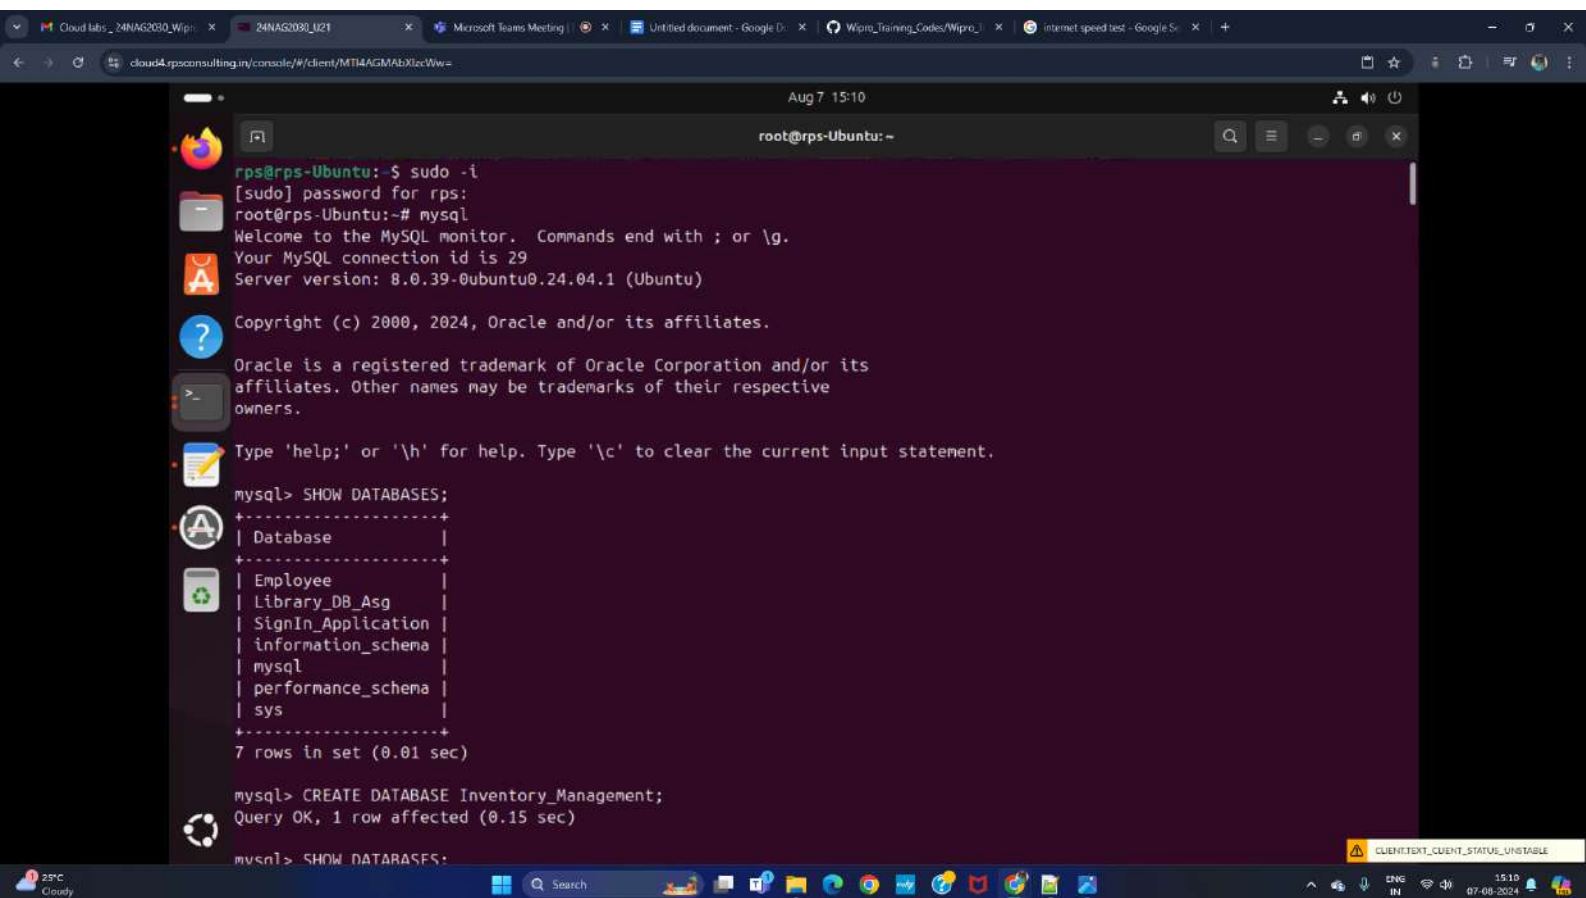 Cloud labs_ 24NAG2030_Wipr
24NAG2030_U21
Microsoft Teams Meeting |
Untitled document - Google D
Wipro_Training_Codes/Wipro_
internet speed test - Google Se
cloud4.rpsconsulting.in/console/#/client/
Aug 7 15:10
root@rps-Ubuntu: ~
rps@rps-Ubuntu:~$ sudo -i
[sudo] password for rps:
root@rps-Ubuntu:~# mysql
Welcome to the MySQL monitor.  Commands end with ; or \g.
Your MySQL connection id is 29
Server version: 8.0.39-0ubuntu0.24.04.1 (Ubuntu)
Copyright (c) 2000, 2024, Oracle and/or its affiliates.
Oracle is a registered trademark of Oracle Corporation and/or its
affiliates. Other names may be trademarks of their respective
owners.
Type 'help;' or '\h' for help. Type '\c' to clear the current input statement.
mysql> SHOW DATABASES;
+--------------------+
| Database           |
+--------------------+
| Employee           |
| Library_DB_Asg     |
| SignIn_Application |
| information_schema |
| mysql              |
| performance_schema |
| sys                |
+--------------------+
7 rows in set (0.01 sec)
mysql> CREATE DATABASE Inventory_Management;
Query OK, 1 row affected (0.15 sec)
mysql> SHOW DATABASES;
CLIENT.TEXT_CLIENT_STATUS_UNSTABLE
1
25°C
Cloudy
Search
ENG
IN
15:10
07-08-2024